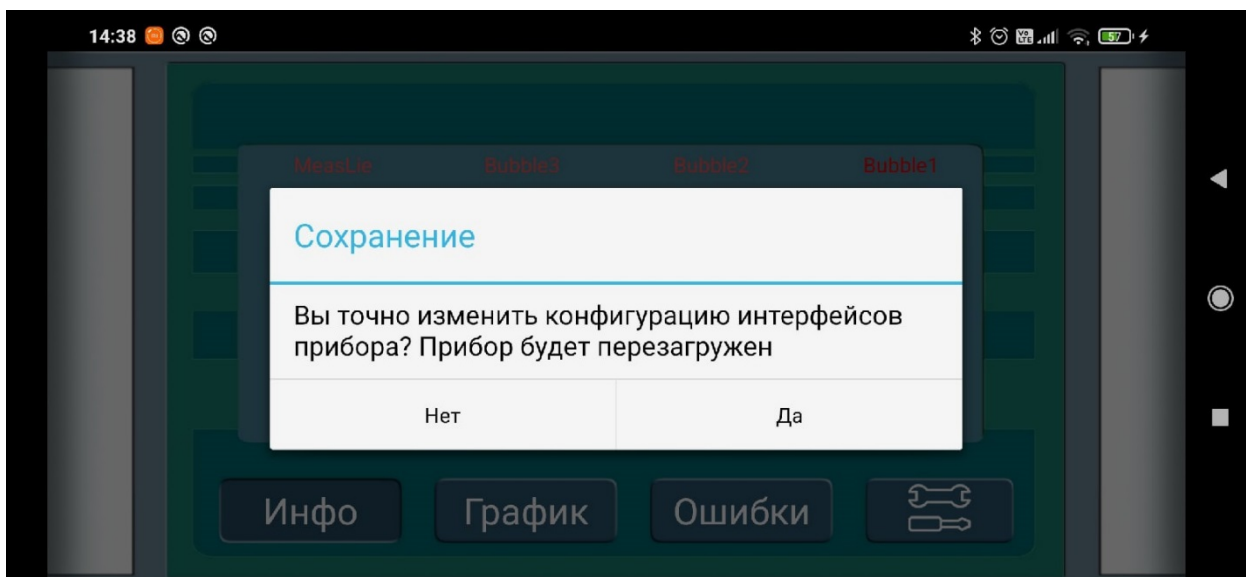 14:38
57
MeasLie Bubble3 Bubble2 Bubble1
Сохранение
Вы точно изменить конфигурацию интерфейсов
прибора? Прибор будет перезагружен
Нет Да
Инфо График Ошибки